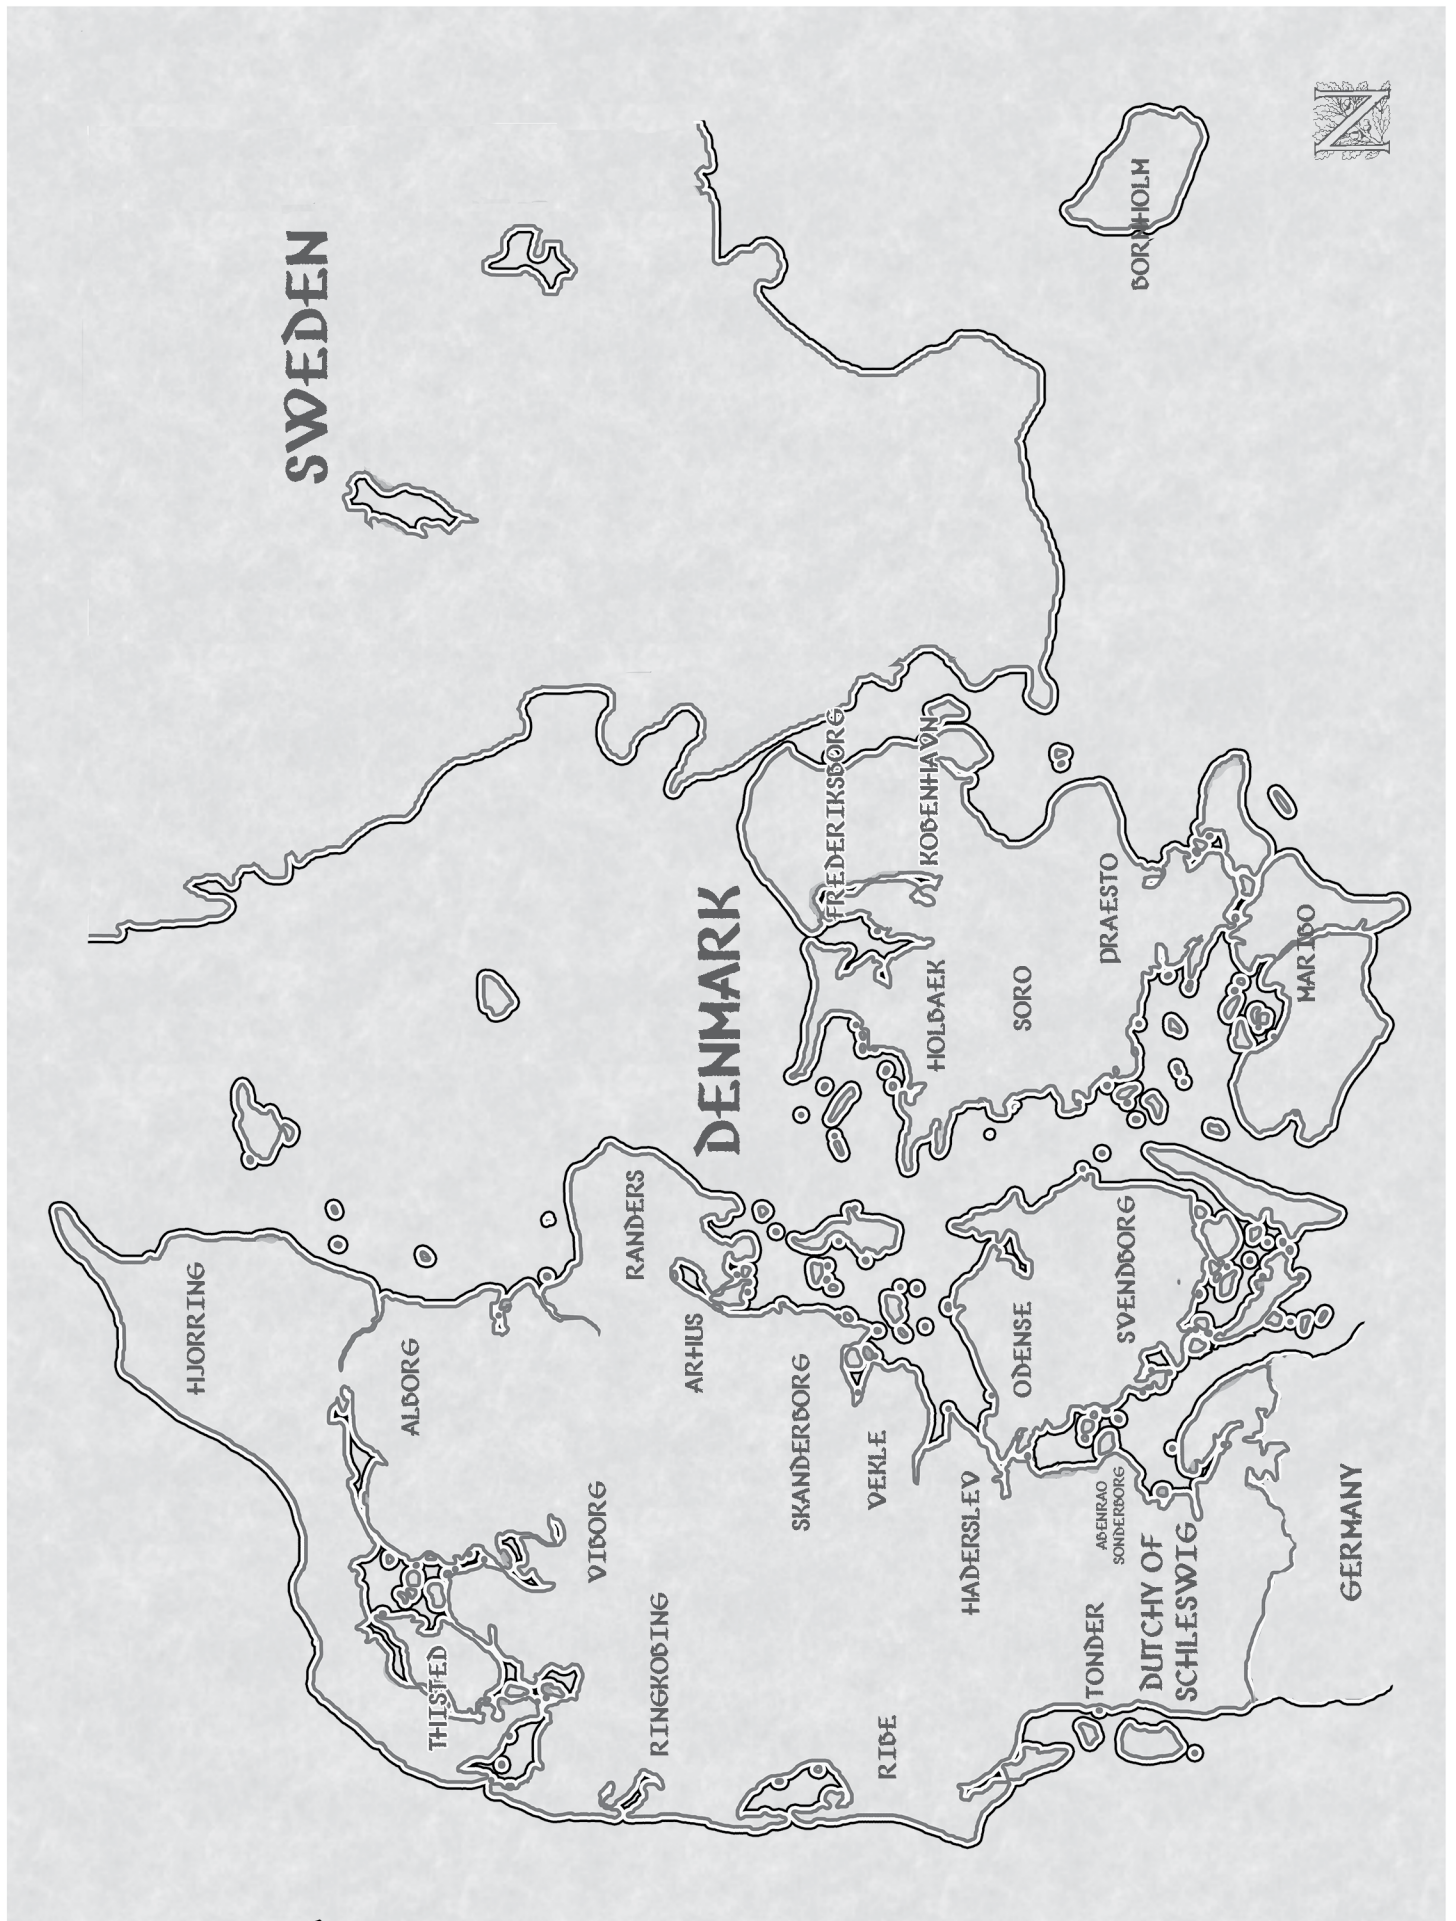 SWEDEN
N
BORNHOLM
DENMARK
FREDERIKSBORG
KOBENHAVN
HOLBAEK
SORO
PRAESTO
MARIBO
HJORRING
ALBORG
THISTED
VIBORG
RANDERS
ARHUS
RINGKOBING
SKANDERBORG
VEKLE
RIBE
HADERSLEV
ODENSE
SVENDBORG
ABENRAO
SONDERBORG
TONDER
DUTCHY OF
SCHLESWIG
GERMANY